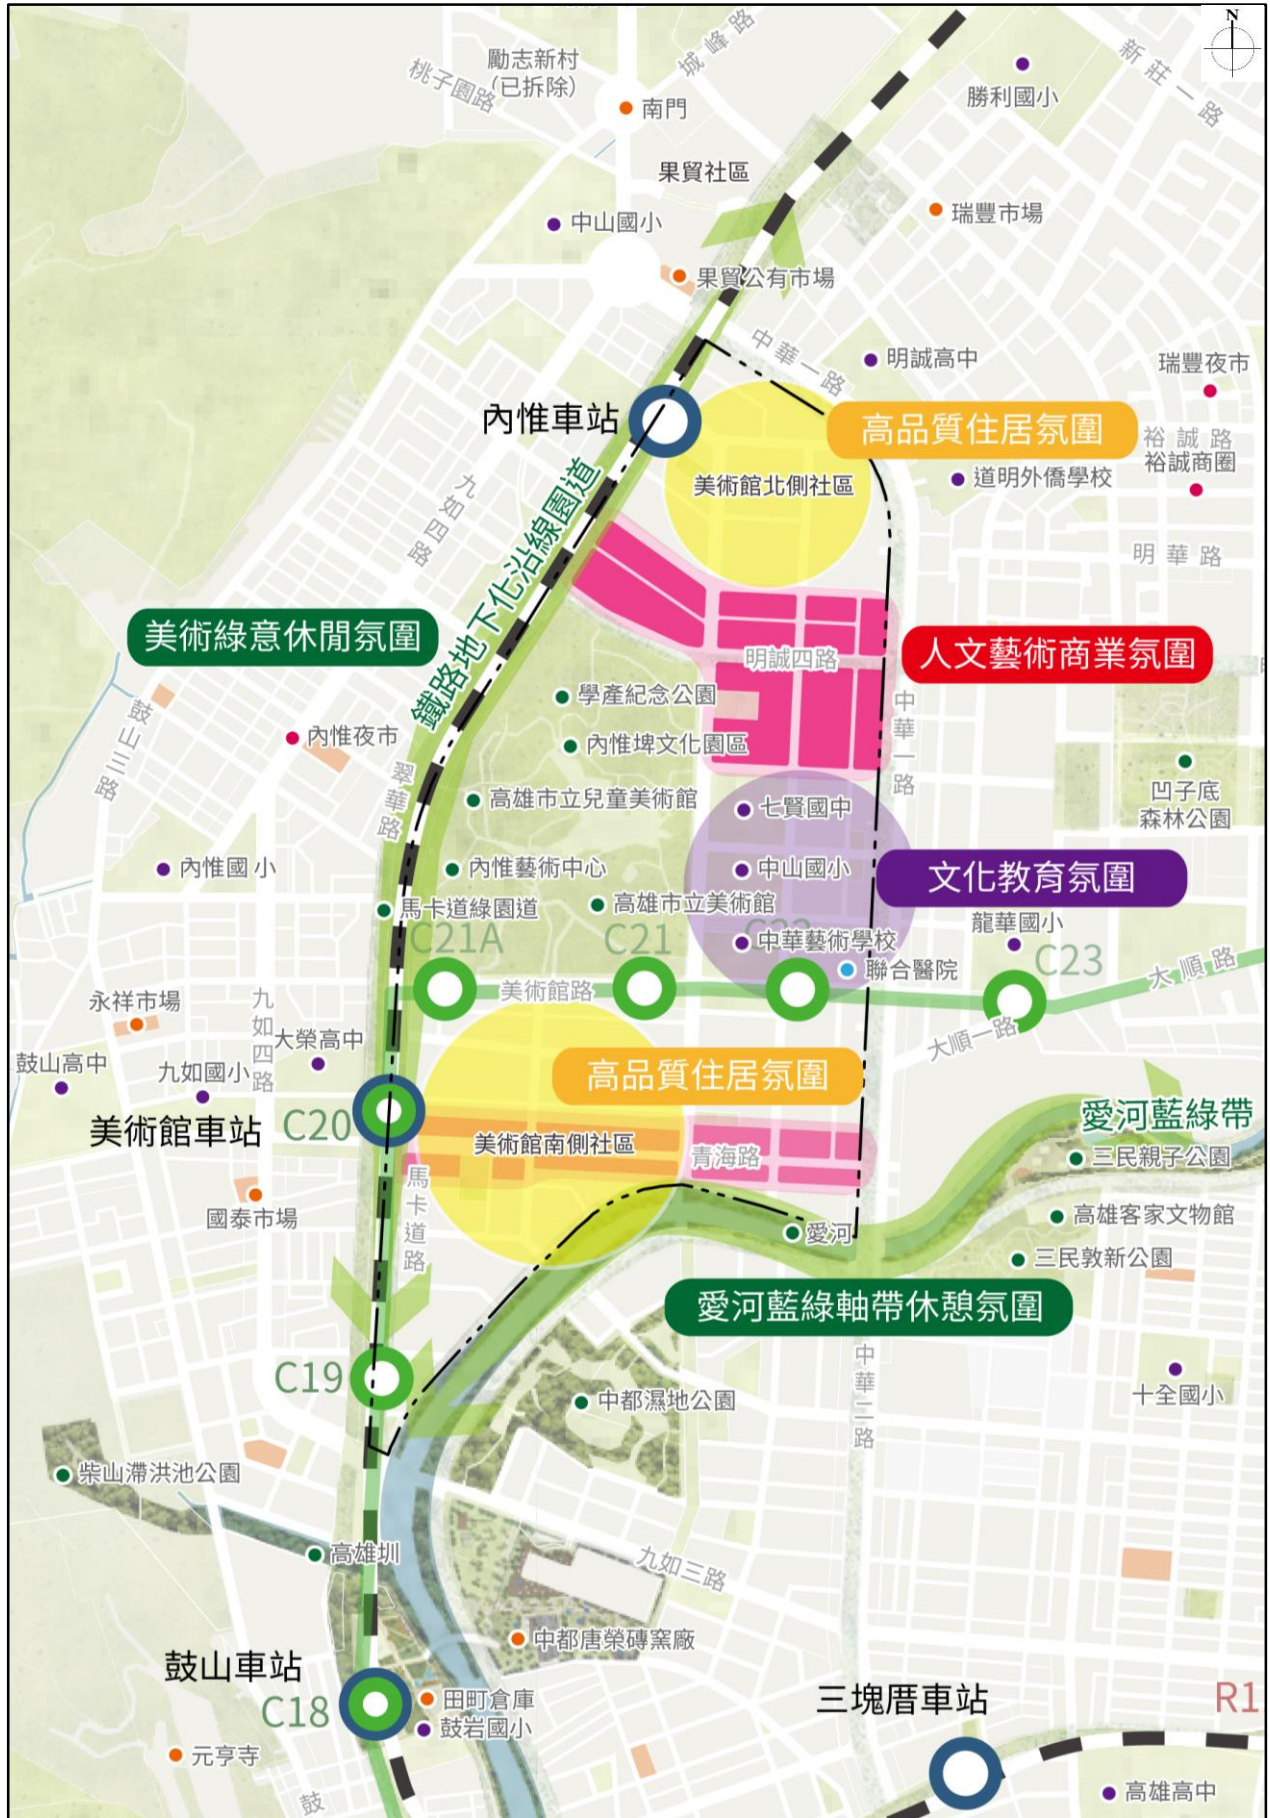 N
勵志新村
(已拆除)
桃子園路
城峰路
新莊一路
勝利國小
南門
果貿社區
瑞豐市場
中山國小
果貿公有市場
中華一路
明誠高中
瑞豐夜市
內惟車站
高品質住居氛圍
裕誠路
裕誠商圈
美術館北側社區
道明外僑學校
九如四路
鐵路地下化沿線園道
明華路
美術綠意休閒氛圍
明誠四路
人文藝術商業氛圍
學產紀念公園
鼓山三路
內惟夜市
內惟埤文化園區
中華一路
翠華路
高雄市立兒童美術館
七賢國中
凹子底
森林公園
內惟國小
內惟藝術中心
中山國小
文化教育氛圍
馬卡道綠園道
高雄市立美術館
龍華國小
C21A
C21
中華藝術學校
C23
聯合醫院
大順路
美術館路
永祥市場
九如四路
大榮高中
大順一路
鼓山高中
九如國小
高品質住居氛圍
美術館車站
C20
愛河藍綠帶
美術館南側社區
青海路
三民親子公園
馬卡道路
國泰市場
高雄客家文物館
愛河
三民敦新公園
愛河藍綠軸帶休憩氛圍
中華二路
C19
中都濕地公園
十全國小
柴山滯洪池公園
高雄圳
九如三路
中都唐榮磚窯廠
鼓山車站
C18
田町倉庫
鼓岩國小
三塊厝車站
R1
元亨寺
鼓
高雄高中